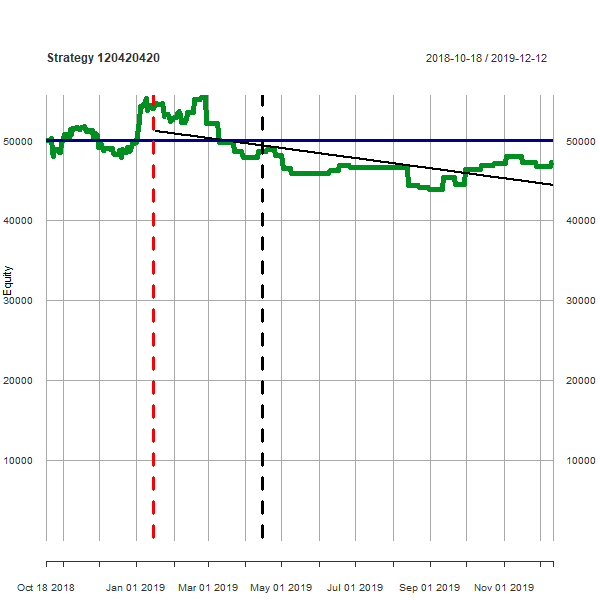 Strategy 120420420
2018-10-18 / 2019-12-12
50000
50000
40000
40000
Equity
30000
30000
20000
20000
10000
10000
Oct 18 2018
Jan 01 2019
Mar 01 2019
May 01 2019
Jul 01 2019
Sep 01 2019
Nov 01 2019